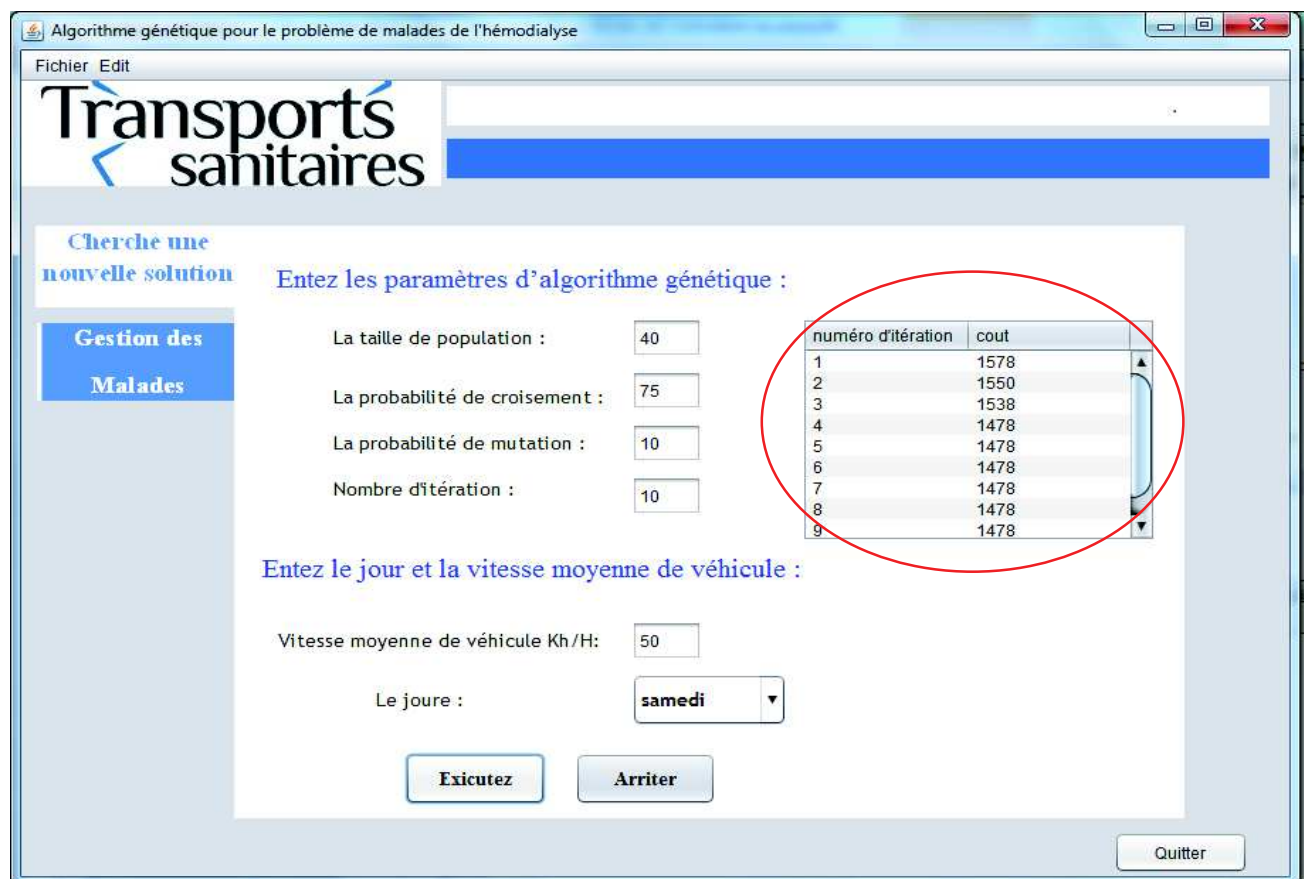 Algorithme génétique pour le problème de malades de l'hémodialyse
Fichier Edit
Transports
sanitaires
Cherche une
nouvelle solution
Gestion des
Malades
Entez les paramètres d’algorithme génétique :
La taille de population : 40
La probabilité de croisement : 75
La probabilité de mutation : 10
Nombre d'itération : 10
numéro d'itération cout
1 1578
2 1550
3 1538
4 1478
5 1478
6 1478
7 1478
8 1478
9 1478
Entez le jour et la vitesse moyenne de véhicule :
Vitesse moyenne de véhicule Kh/H: 50
Le joure : samedi
Exicutez Arriter
Quitter